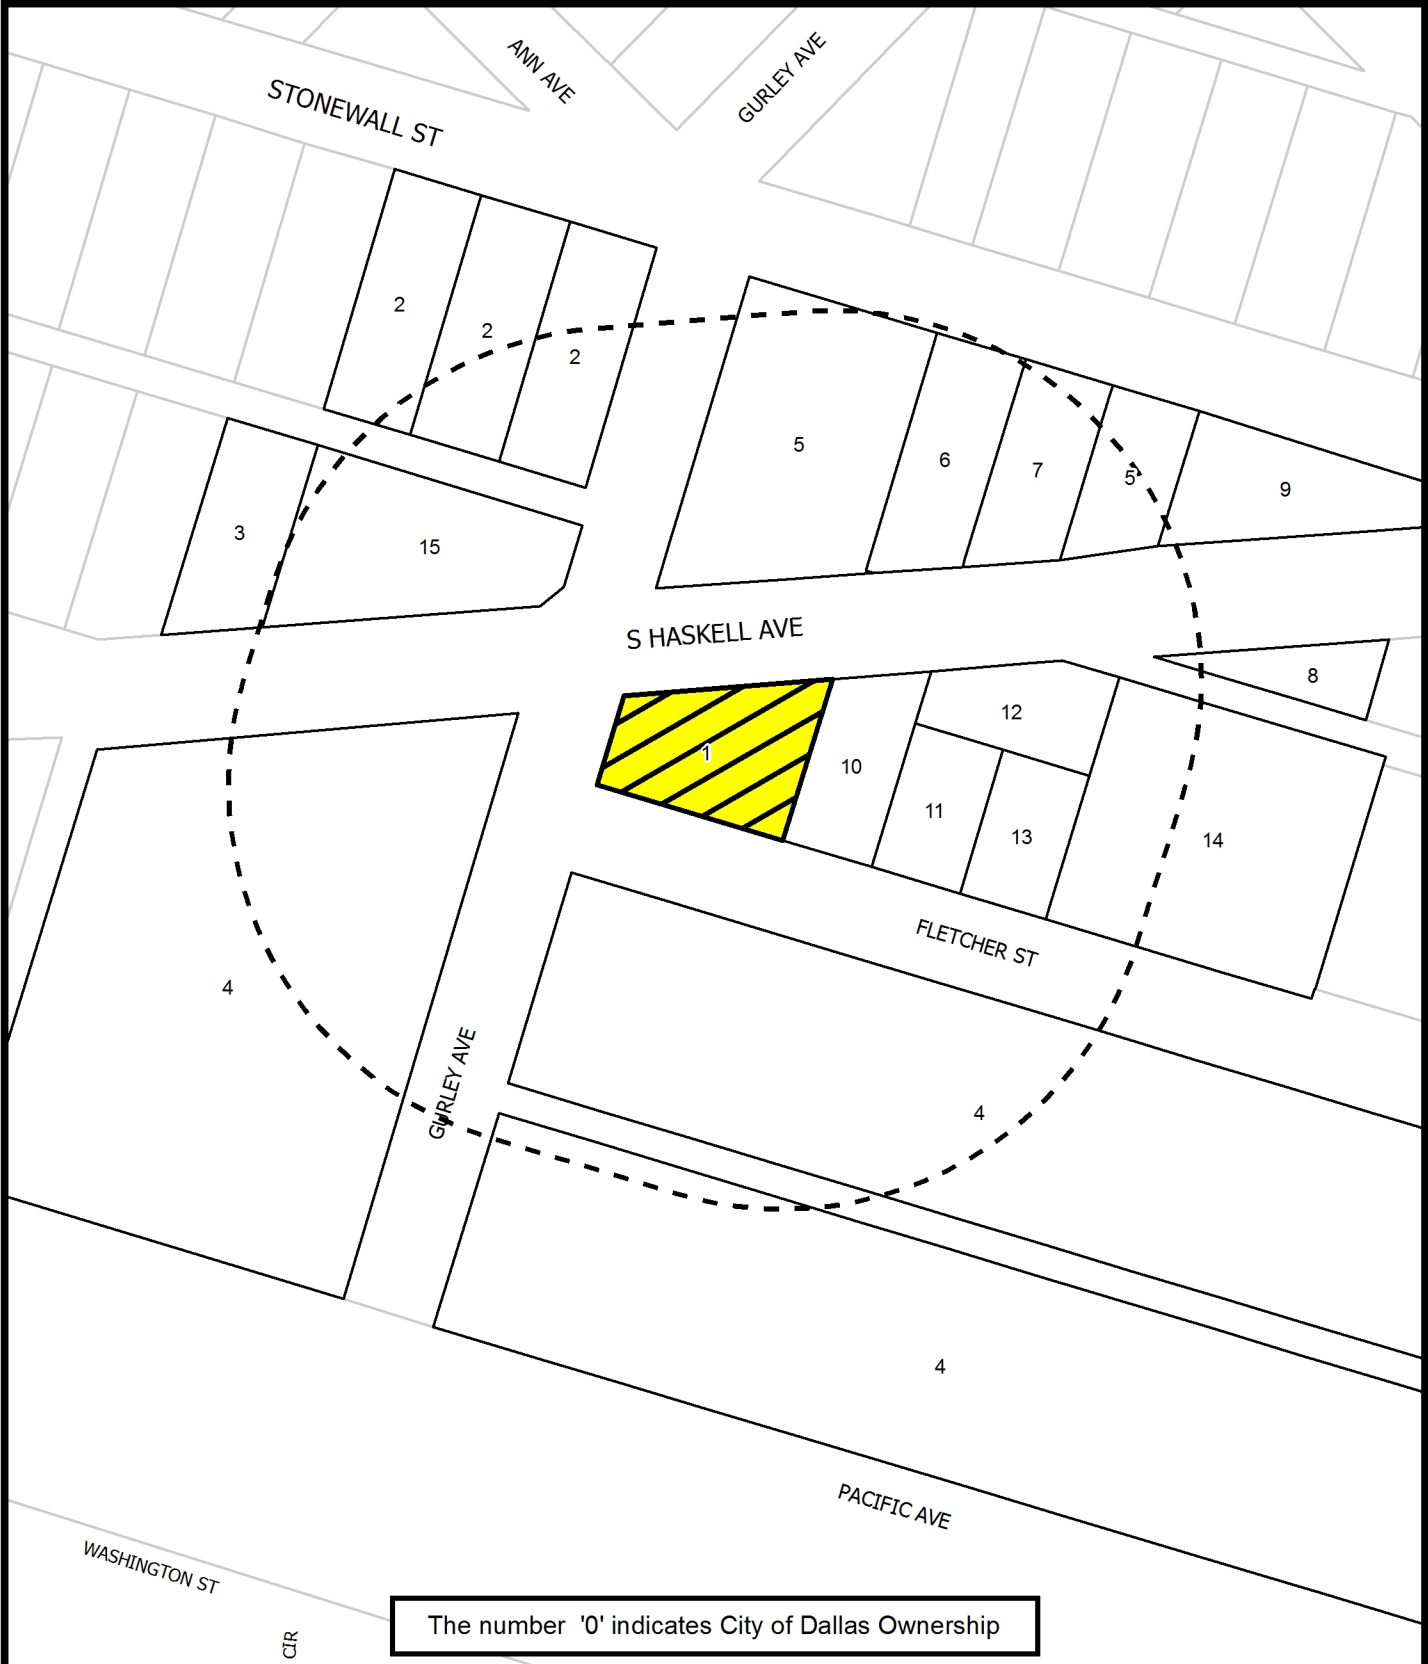 ANN AVE
GURLEY AVE
STONEWALL ST
2
2
2
5
6
7
5
9
3
15
S HASKELL AVE
8
12
1
10
11
13
14
FLETCHER ST
4
GURLEY AVE
4
4
PACIFIC AVE
WASHINGTON ST
CIR
The number '0' indicates City of Dallas Ownership